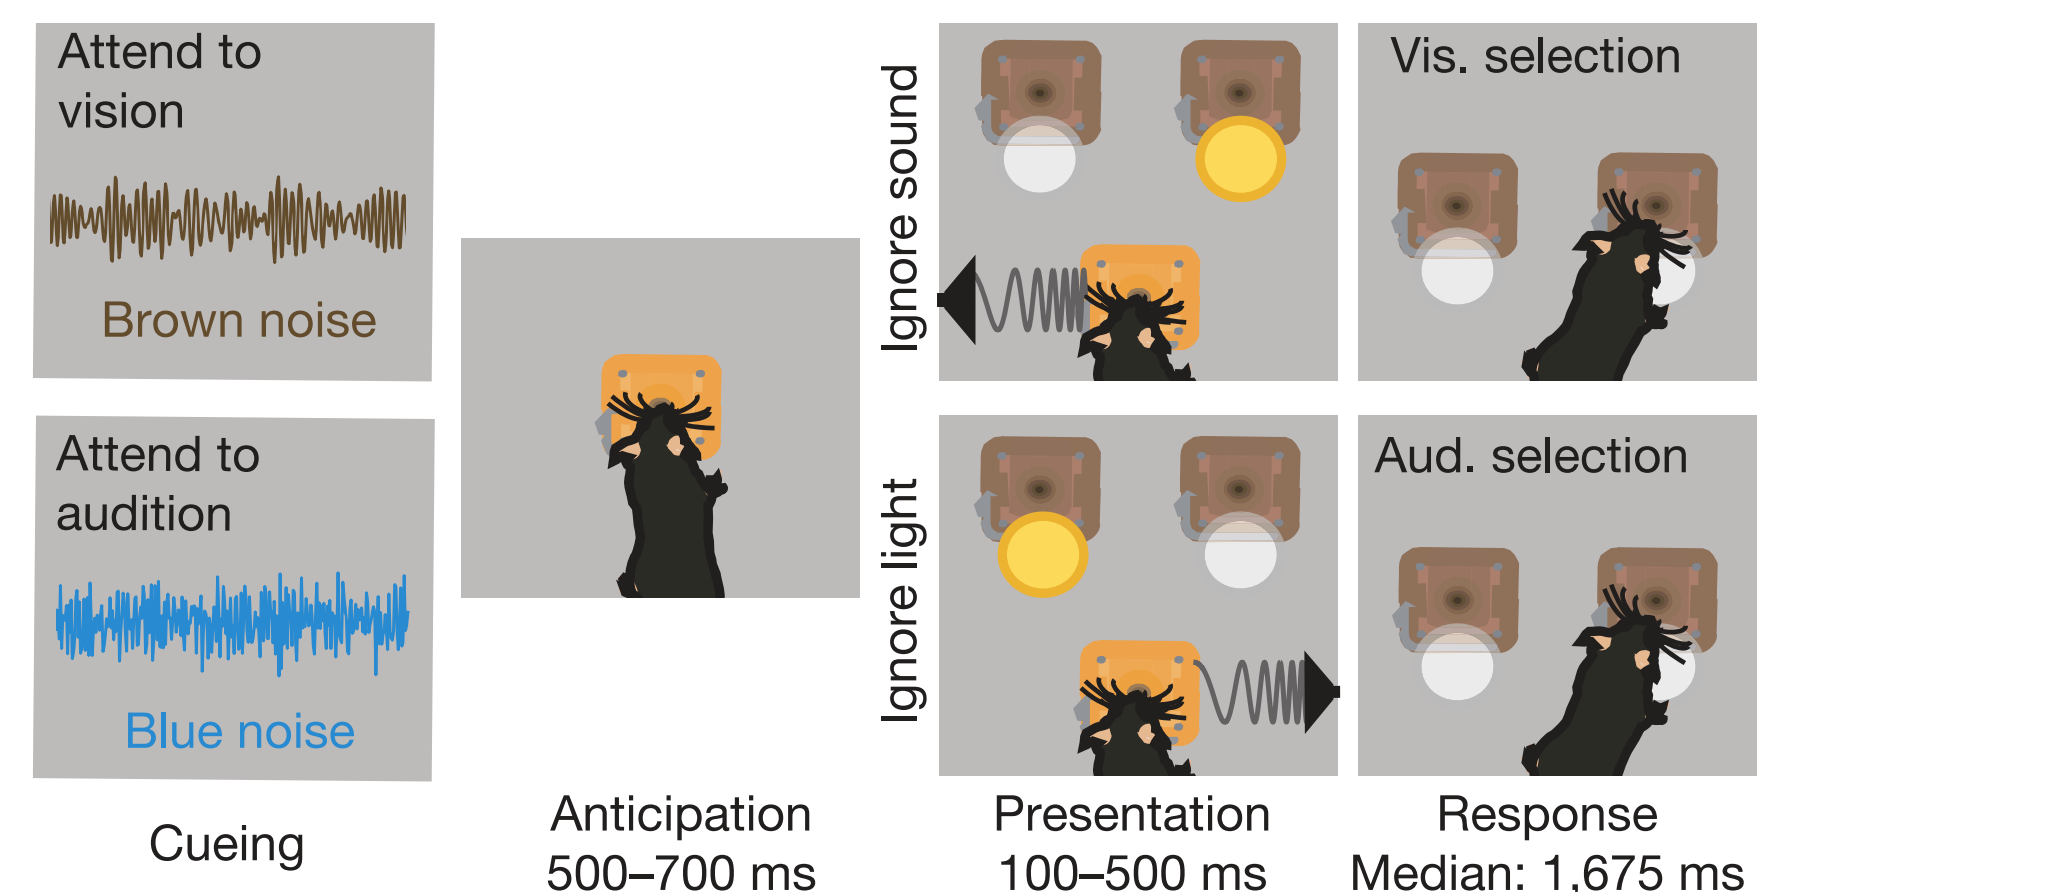 Attend to
vision
Brown noise
Attend to
audition
Blue noise
Cueing
Anticipation
500–700 ms
Ignore sound
Ignore light
Presentation
100–500 ms
Vis. selection
Aud. selection
Response
Median: 1,675 ms